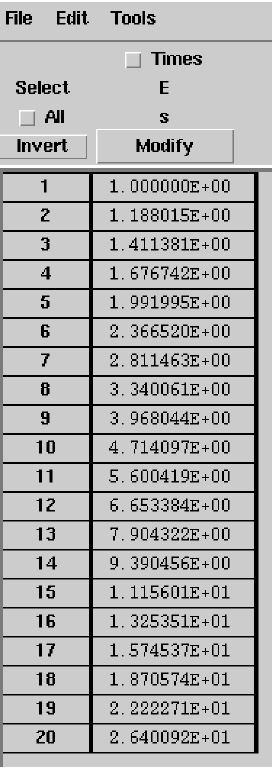 File Edit Tools
Times
Select E
All s
Invert Modify
1 1.000000E+00
2 1.188015E+00
3 1.411381E+00
4 1.676742E+00
5 1.991995E+00
6 2.366520E+00
7 2.811463E+00
8 3.340061E+00
9 3.968044E+00
10 4.714097E+00
11 5.600419E+00
12 6.653384E+00
13 7.904322E+00
14 9.390456E+00
15 1.115601E+01
16 1.325351E+01
17 1.574537E+01
18 1.870574E+01
19 2.222271E+01
20 2.640092E+01